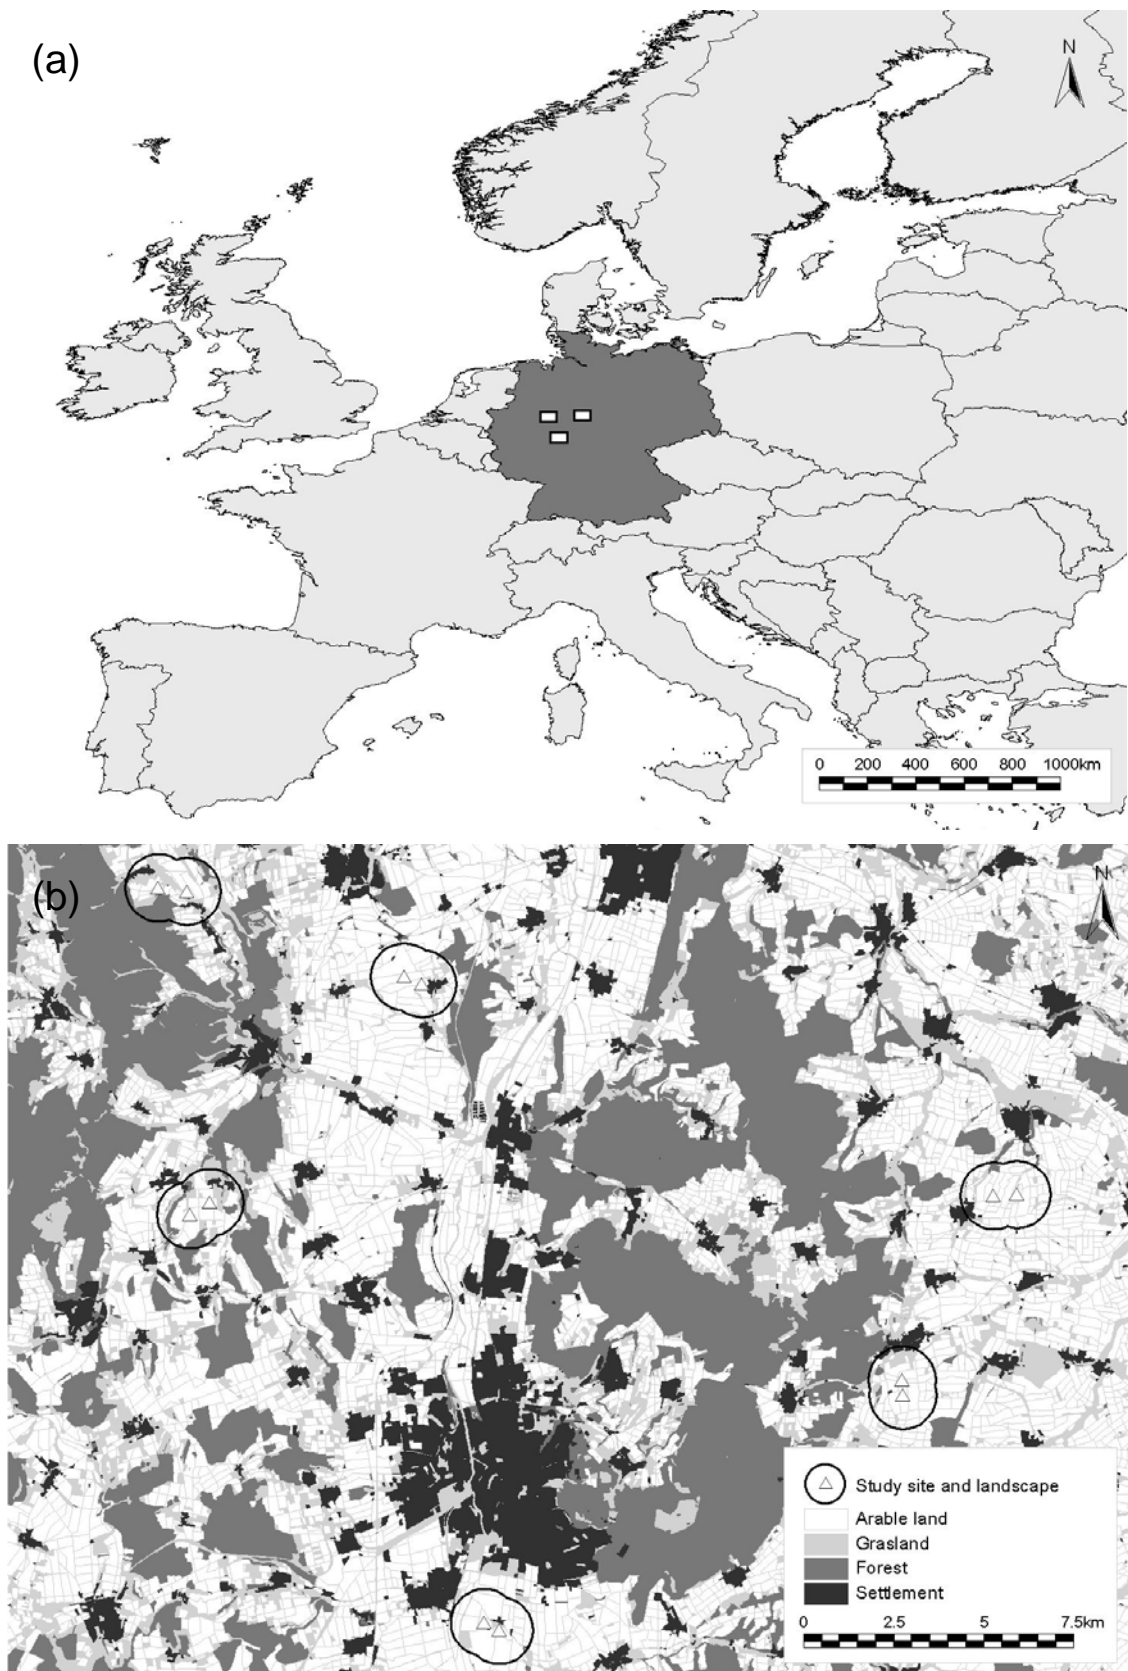 (a)
N
0 200 400 600 800 1000km
(b)
N
Study site and landscape
Arable land
Grasland
Forest
Settlement
0 2.5 5 7.5km